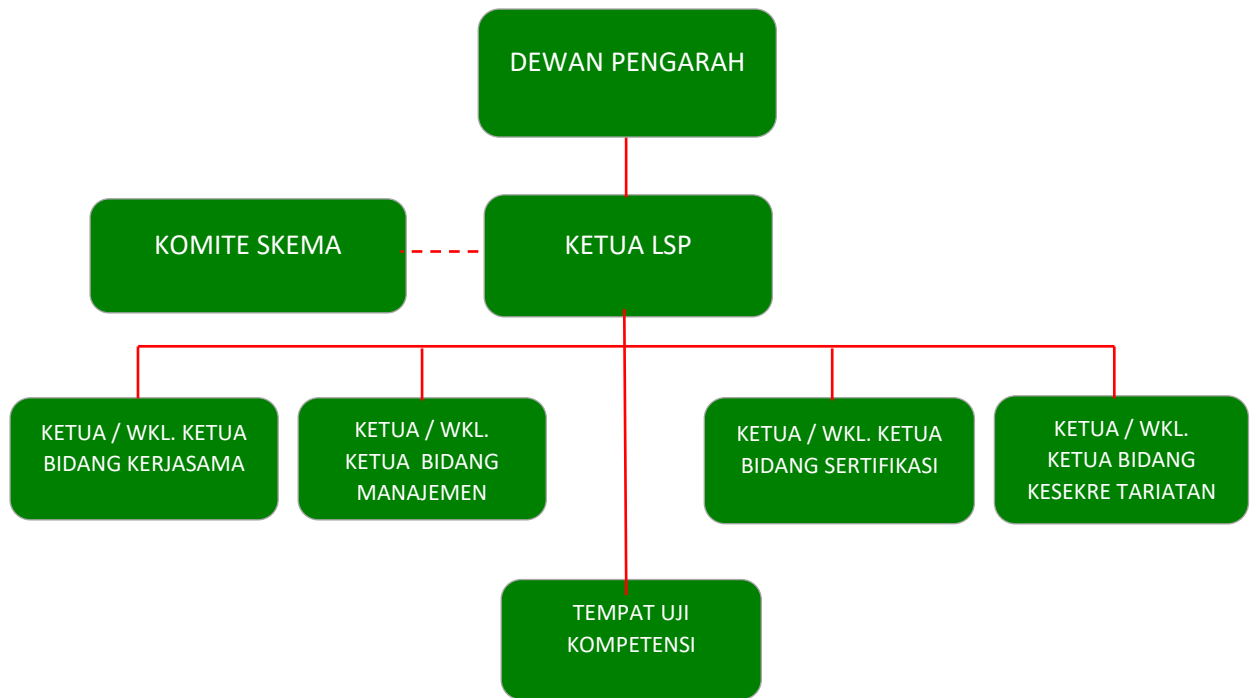 DEWAN PENGARAH
KOMITE SKEMA
KETUA LSP
KETUA / WKL. KETUA
BIDANG KERJASAMA
KETUA / WKL.
KETUA  BIDANG
MANAJEMEN
KETUA / WKL. KETUA
BIDANG SERTIFIKASI
KETUA / WKL.
KETUA BIDANG
KESEKRE TARIATAN
TEMPAT UJI
KOMPETENSI